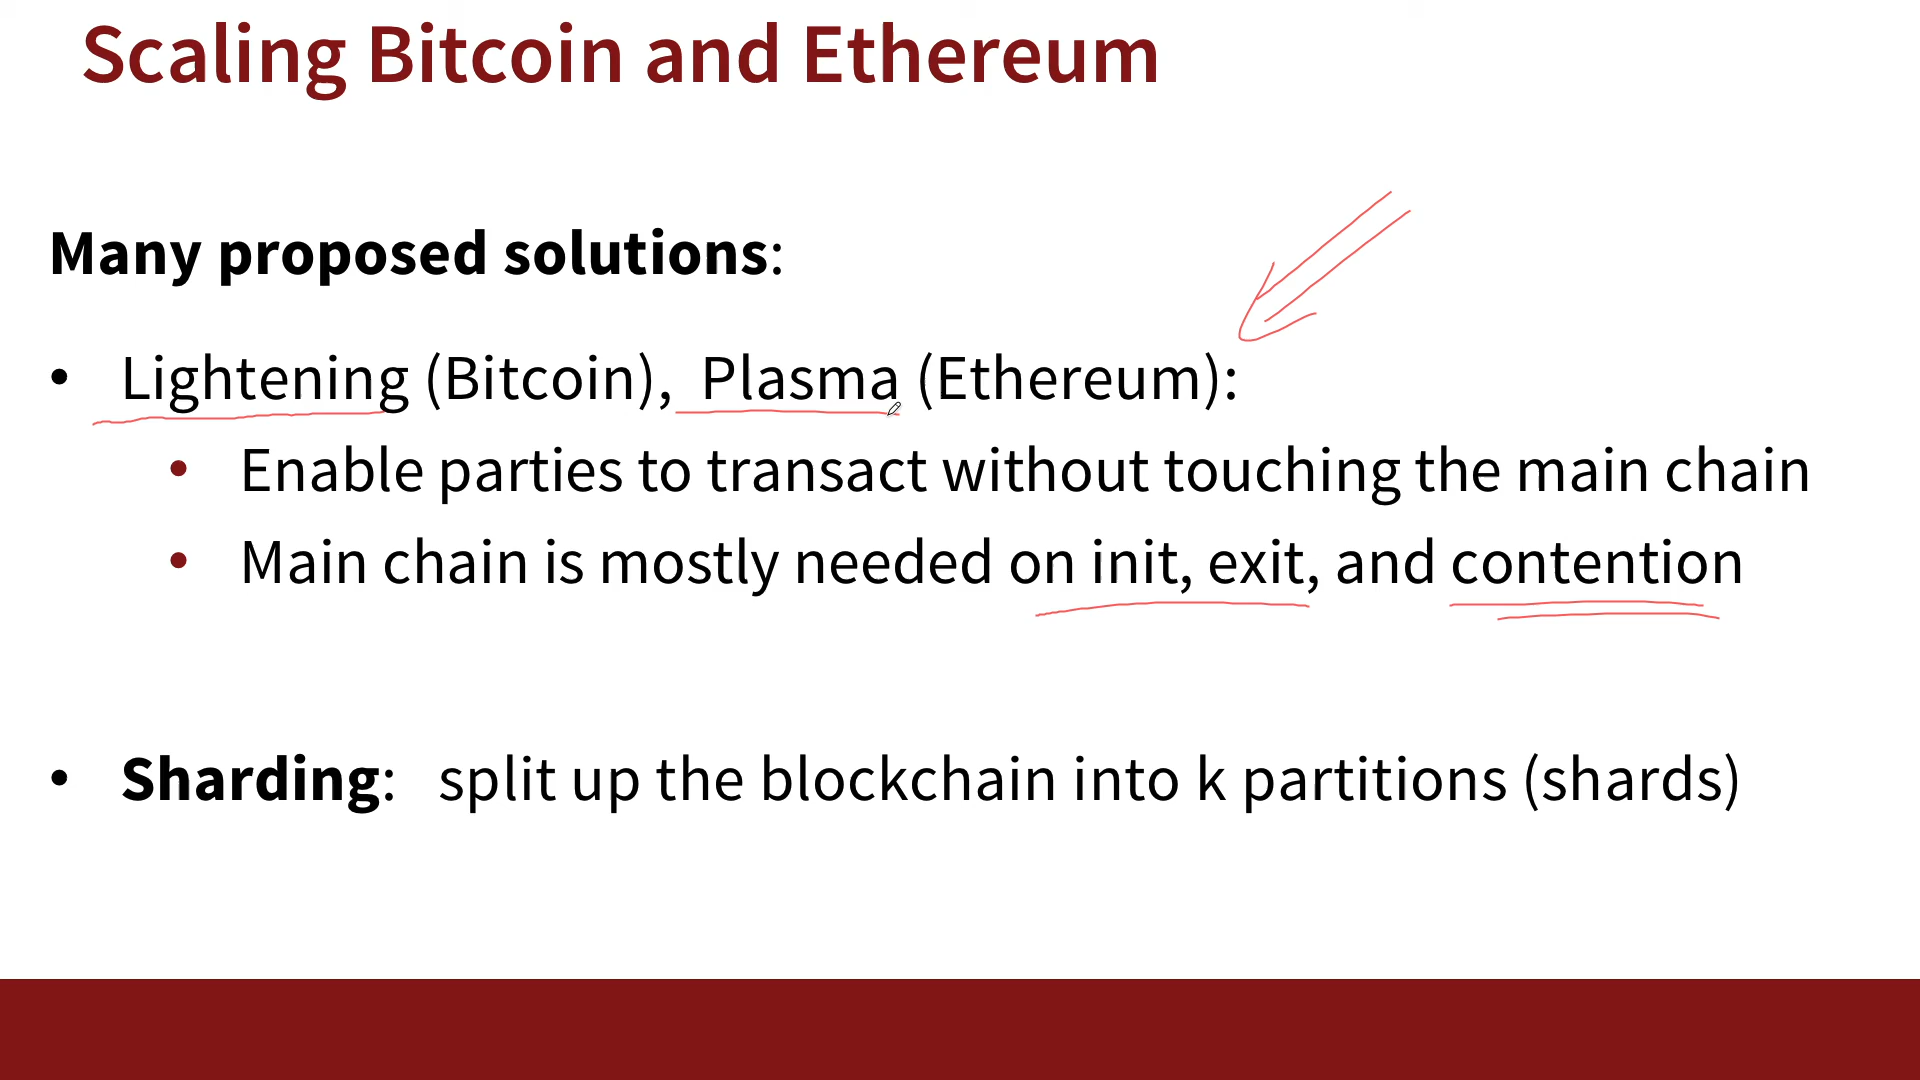 Scaling Bitcoin and Ethereum
Many proposed solutions:
• Lightening (Bitcoin), Plasma (Ethereum):
• Enable parties to transact without touching the main chain
• Main chain is mostly needed on init, exit, and contention
• Sharding: split up the blockchain into k partitions (shards)